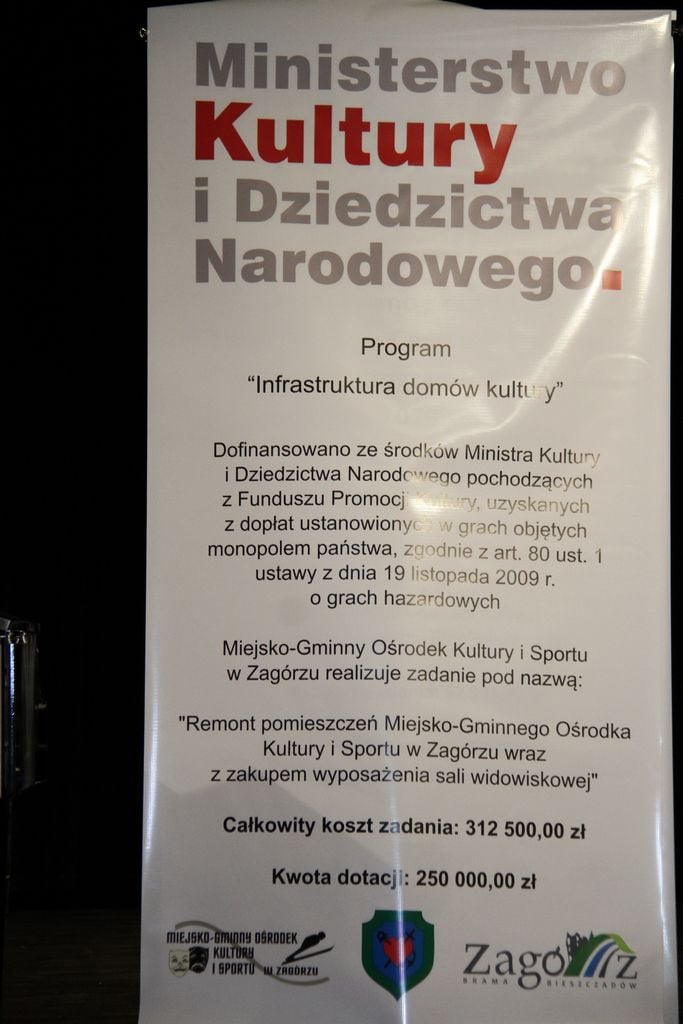 Ministerstwo
Kultury
i Dziedzictwa
Narodowego.
Program
“Infrastruktura domów kultury”
Dofinansowano ze środków Ministra Kultury
i Dziedzictwa Narodowego pochodzących
z Funduszu Promocji Kultury, uzyskanych
z dopłat ustanowionych w grach objętych
monopolem państwa, zgodnie z art. 80 ust. 1
ustawy z dnia 19 listopada 2009 r.
o grach hazardowych
Miejsko-Gminny Ośrodek Kultury i Sportu
w Zagórzu realizuje zadanie pod nazwą:
"Remont pomieszczeń Miejsko-Gminnego Ośrodka
Kultury i Sportu w Zagórzu wraz
z zakupem wyposażenia sali widowiskowej"
Całkowity koszt zadania: 312 500,00 zł
Kwota dotacji: 250 000,00 zł
MIEJSKO-GMINNY OŚRODEK
KULTURY
I SPORTU W ZAGÓRZU
Zagórz
BRAMA BIESZCZADÓW